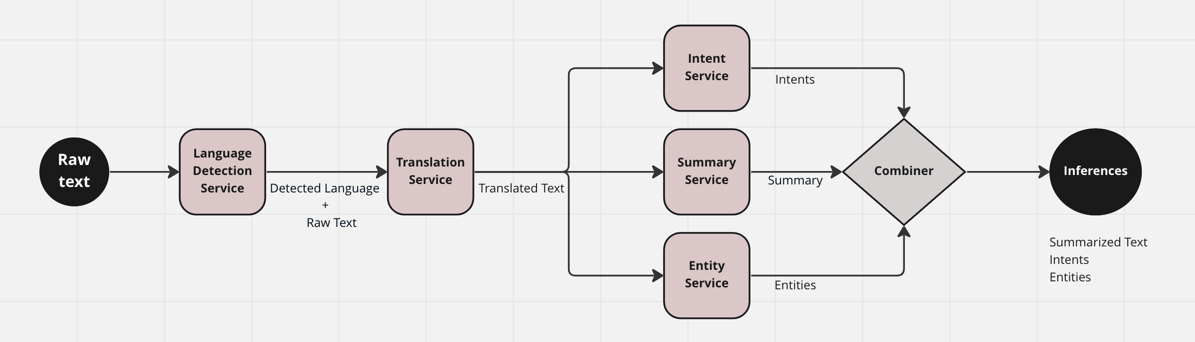 Raw
text
Language
Detection
Service
Detected Language
+
Raw Text
Translation
Service
Translated Text
Intent
Service
Intents
Summary
Service
Summary
Entity
Service
Entities
Combiner
Inferences
Summarized Text
Intents
Entities